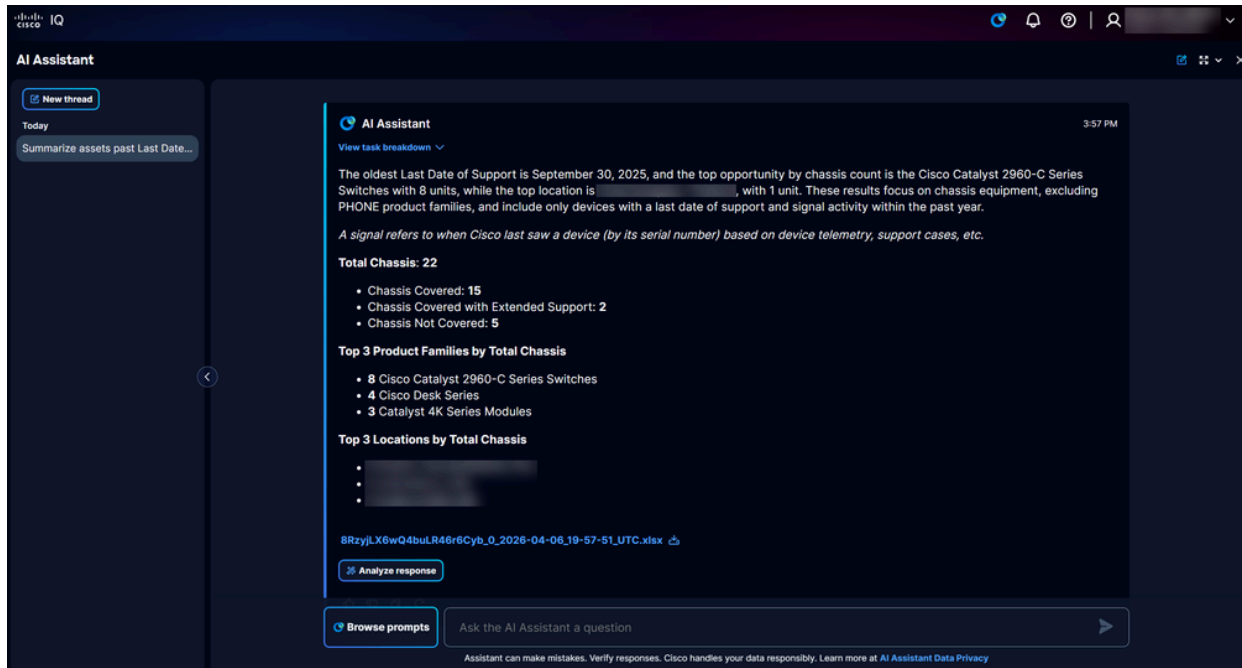 cisco IQ
AI Assistant
New thread
Today
Summarize assets past Last Date...
AI Assistant
3:57 PM
View task breakdown
The oldest Last Date of Support is September 30, 2025, and the top opportunity by chassis count is the Cisco Catalyst 2960-C Series
Switches with 8 units, while the top location is , with 1 unit. These results focus on chassis equipment, excluding
PHONE product families, and include only devices with a last date of support and signal activity within the past year.
A signal refers to when Cisco last saw a device (by its serial number) based on device telemetry, support cases, etc.
Total Chassis: 22
• Chassis Covered: 15
• Chassis Covered with Extended Support: 2
• Chassis Not Covered: 5
Top 3 Product Families by Total Chassis
• 8 Cisco Catalyst 2960-C Series Switches
• 4 Cisco Desk Series
• 3 Catalyst 4K Series Modules
Top 3 Locations by Total Chassis
8RzyjLX6wQ4buLR46r6Cyb_0_2026-04-06_19-57-51_UTC.xlsx
Analyze response
Browse prompts
Ask the AI Assistant a question
Assistant can make mistakes. Verify responses. Cisco handles your data responsibly. Learn more at AI Assistant Data Privacy